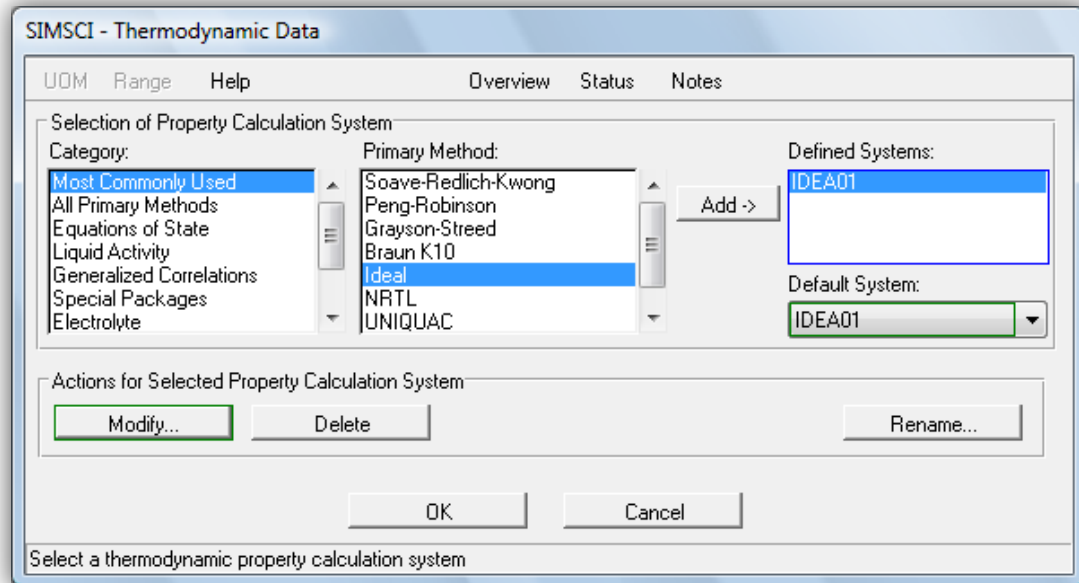 SIMSCI - Thermodynamic Data
UOM Range Help Overview Status Notes
Selection of Property Calculation System
Category:
Most Commonly Used
All Primary Methods
Equations of State
Liquid Activity
Generalized Correlations
Special Packages
Electrolyte
Primary Method:
Soave-Redlich-Kwong
Peng-Robinson
Grayson-Streed
Braun K10
Ideal
NRTL
UNIQUAC
Add ->
Defined Systems:
IDEA01
Default System:
IDEA01
Actions for Selected Property Calculation System
Modify... Delete Rename...
OK Cancel
Select a thermodynamic property calculation system